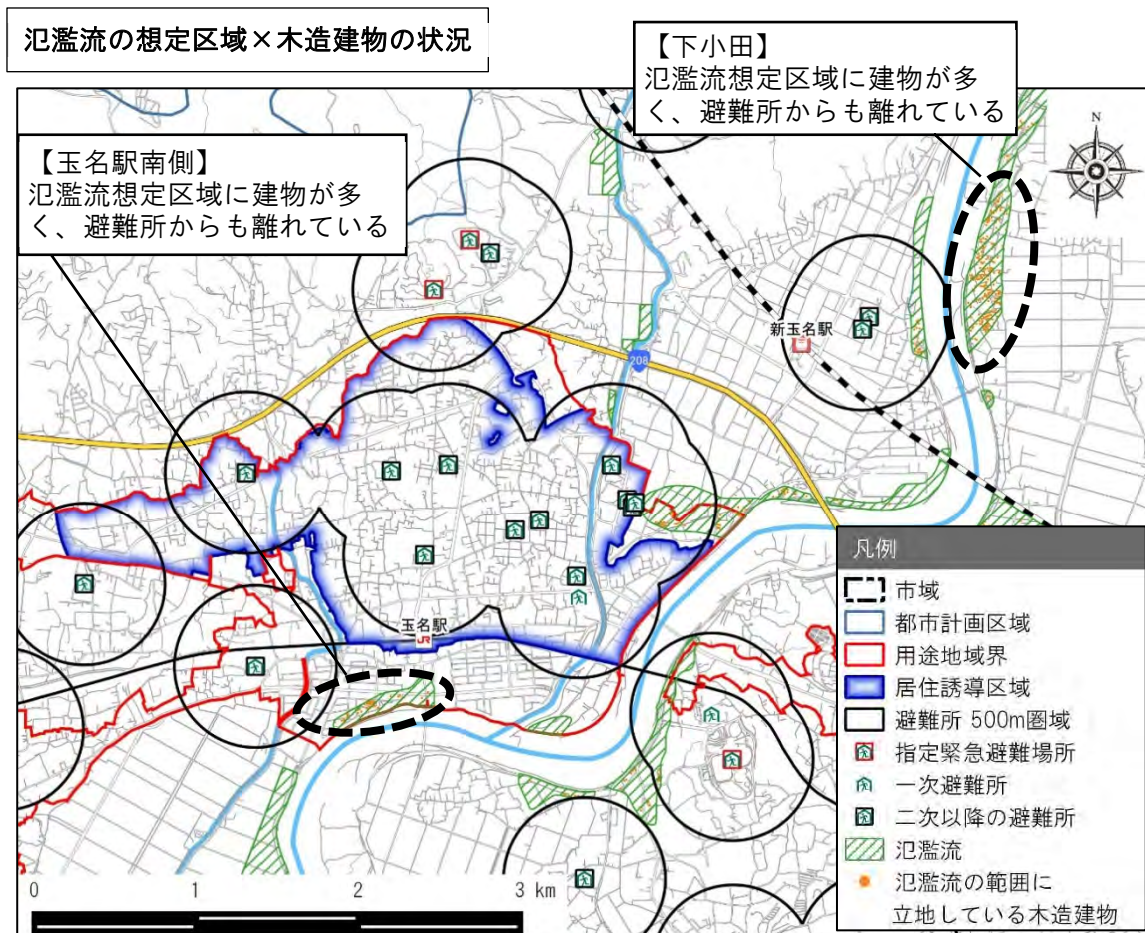 氾濫流の想定区域×木造建物の状況
【下小田】
氾濫流想定区域に建物が多
く、避難所からも離れている
【玉名駅南側】
氾濫流想定区域に建物が多
く、避難所からも離れている
N
新玉名駅
208
玉名駅
JR
凡例
市域
都市計画区域
用途地域界
居住誘導区域
避難所 500m圏域
指定緊急避難場所
一次避難所
二次以降の避難所
氾濫流
氾濫流の範囲に
立地している木造建物
0 1 2 3 km